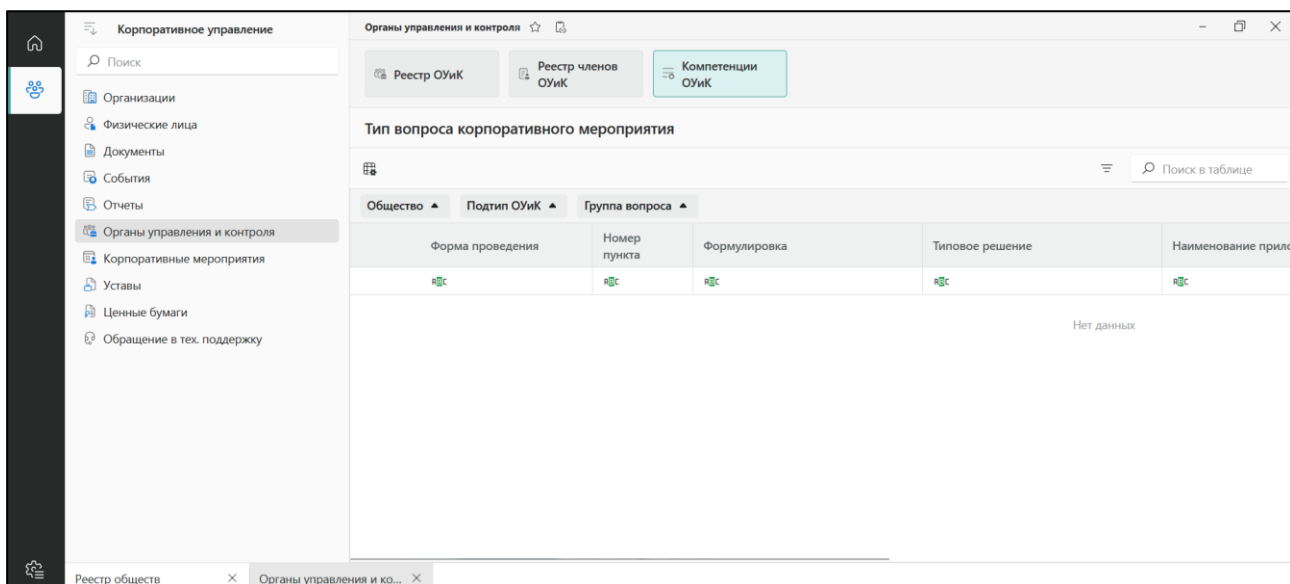 Корпоративное управление
Поиск
Организации
Физические лица
Документы
События
Отчеты
Органы управления и контроля
Корпоративные мероприятия
Уставы
Ценные бумаги
Обращение в тех. поддержку
Органы управления и контроля
Реестр ОУиК
Реестр членов
ОУиК
Компетенции
ОУиК
Тип вопроса корпоративного мероприятия
Поиск в таблице
Общество
Подтип ОУиК
Группа вопроса
Форма проведения
Номер
пункта
Формулировка
Типовое решение
Наименование прило
Нет данных
Реестр обществ
Органы управления и ко...